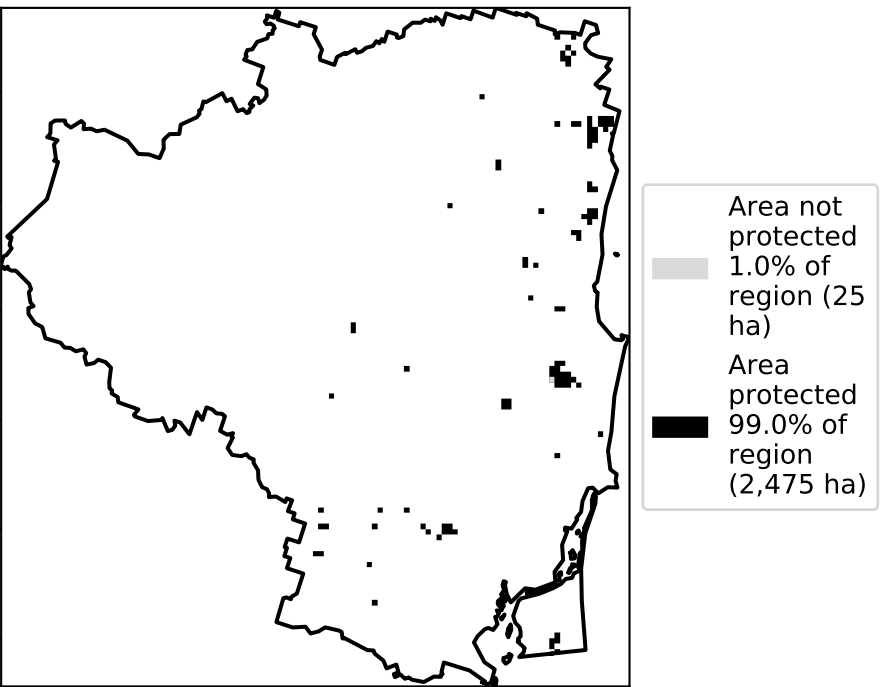 Area not
protected
1.0% of
region (25
ha)
Area
protected
99.0% of
region
(2,475 ha)